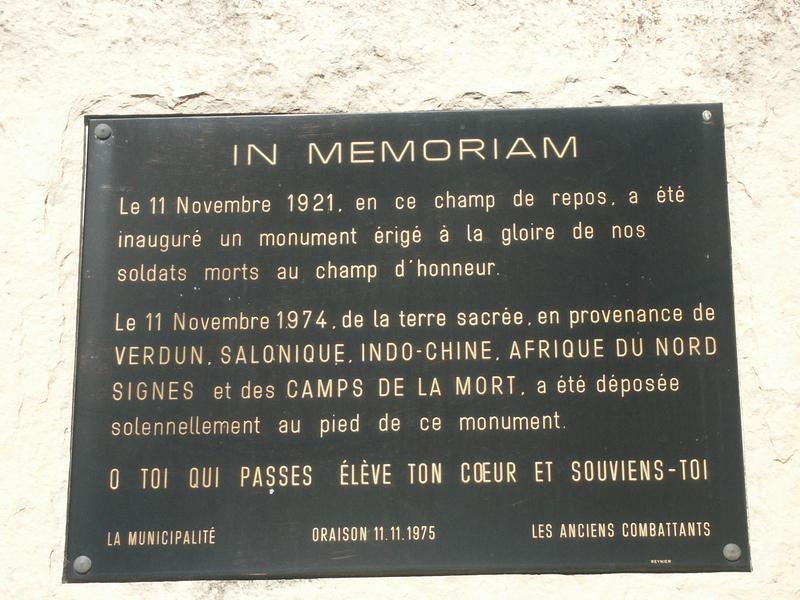 IN MEMORIAM
Le 11 Novembre 1921, en ce champ de repos, a été
inauguré un monument érigé à la gloire de nos
soldats morts au champ d'honneur.
Le 11 Novembre 1.974, de la terre sacrée, en provenance de
VERDUN, SALONIQUE, INDO-CHINE, AFRIQUE DU NORD
SIGNES et des CAMPS DE LA MORT, a été déposée
solennellement au pied de ce monument.
O TOI QUI PASSES ÉLÈVE TON CŒUR ET SOUVIENS-TOI
LA MUNICIPALITÉ ORAISON 11.11.1975 LES ANCIENS COMBATTANTS
REYNIER